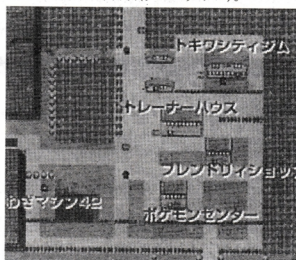 トキワシティジム
トレーナーハウス
フレンドリィショップ
わざマシン42
ポケモンセンター